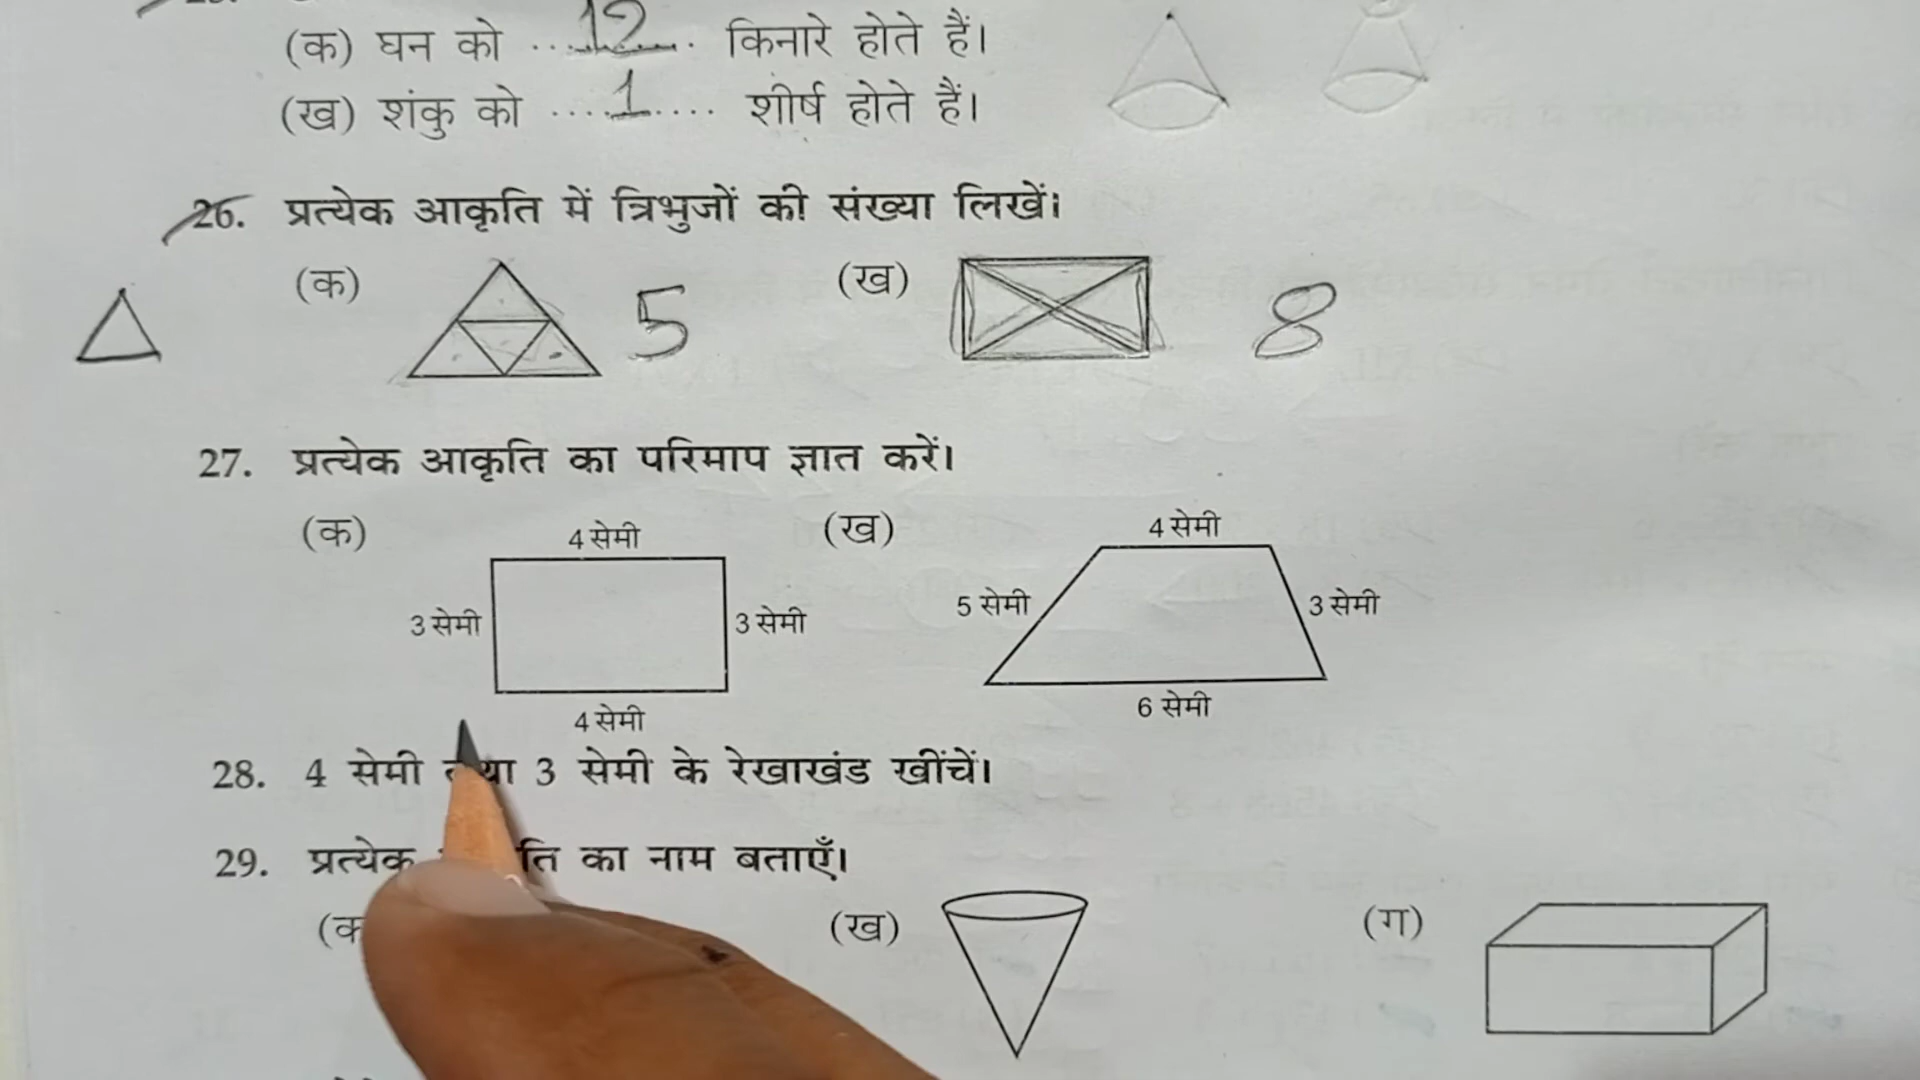 (क) घन को ....12.... किनारे होते हैं।
(ख) शंकु को ....1.... शीर्ष होते हैं।
26. प्रत्येक आकृति में त्रिभुजों की संख्या लिखें।
(क) 5 (ख) 8
27. प्रत्येक आकृति का परिमाप ज्ञात करें।
(क) (ख)
4 सेमी 4 सेमी
3 सेमी 3 सेमी 5 सेमी 3 सेमी
4 सेमी 6 सेमी
28. 4 सेमी तथा 3 सेमी के रेखाखंड खींचें।
29. प्रत्येक का नाम बताएँ।
(ख) (ग)